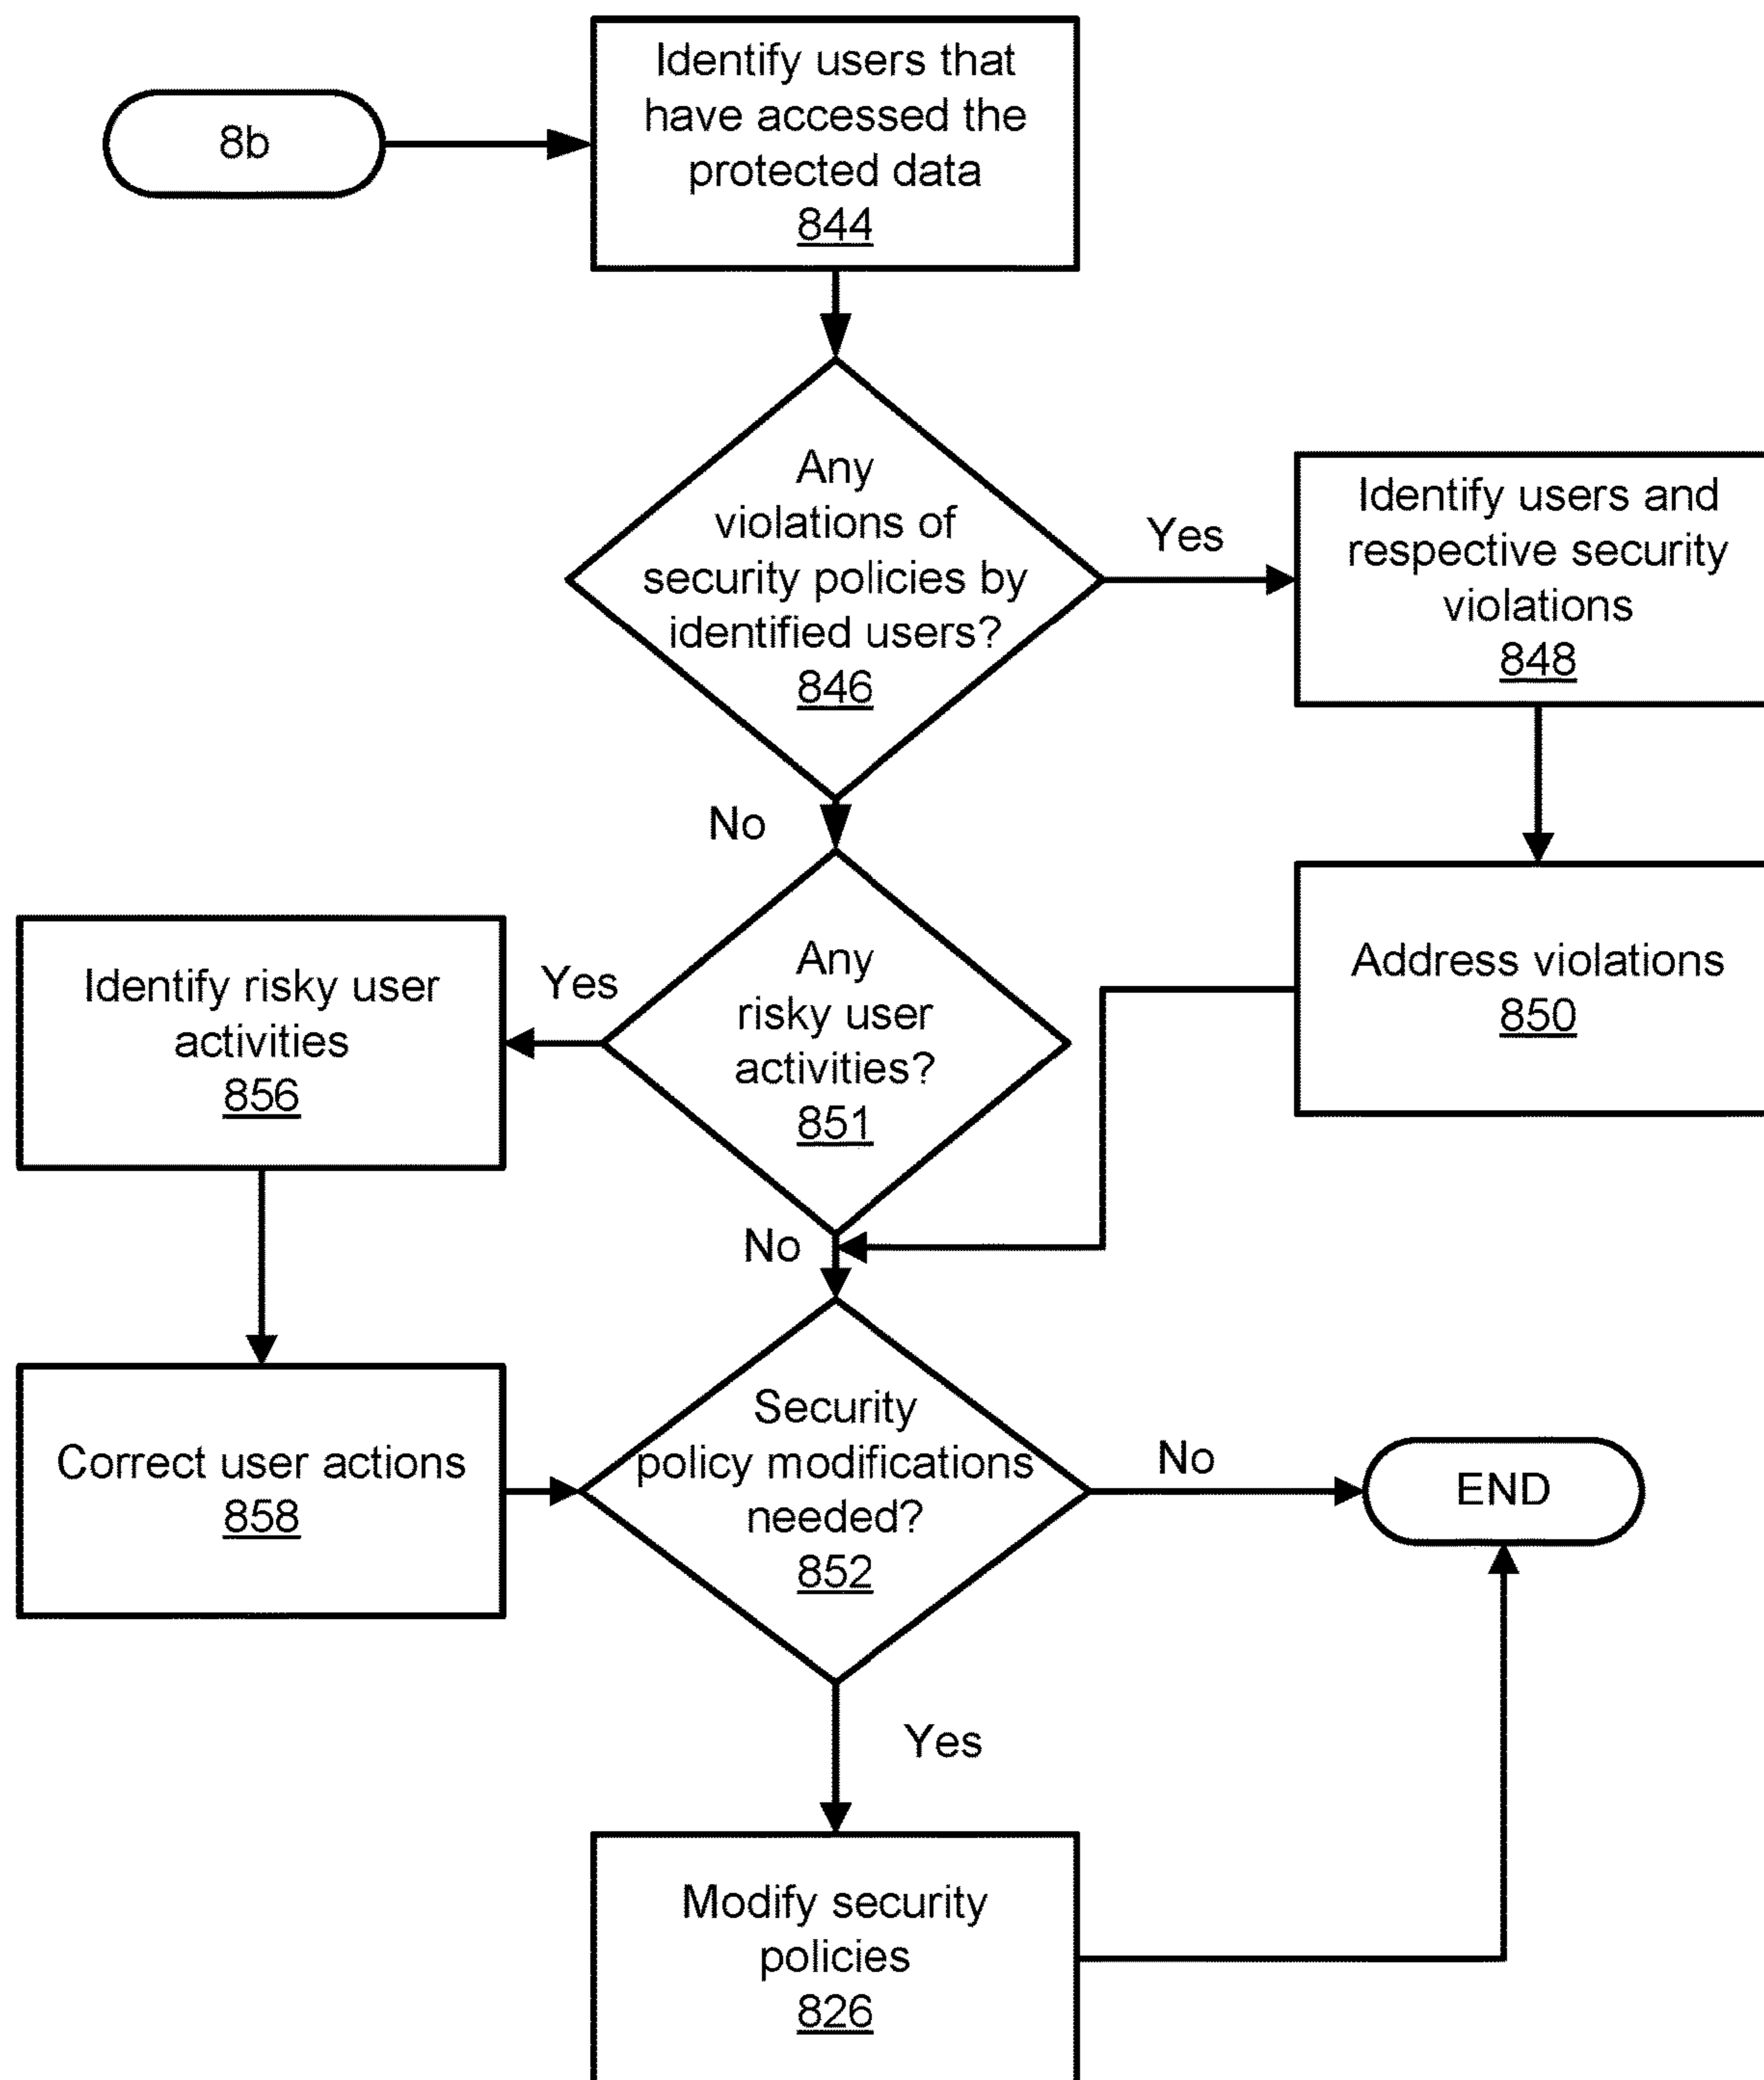 8b
Identify users that
have accessed the
protected data
844
Any
violations of
security policies by
identified users?
846
Yes
Identify users and
respective security
violations
848
No
Address violations
850
Any
risky user
activities?
851
Yes
Identify risky user
activities
856
No
Correct user actions
858
Security
policy modifications
needed?
852
No
END
Yes
Modify security
policies
826